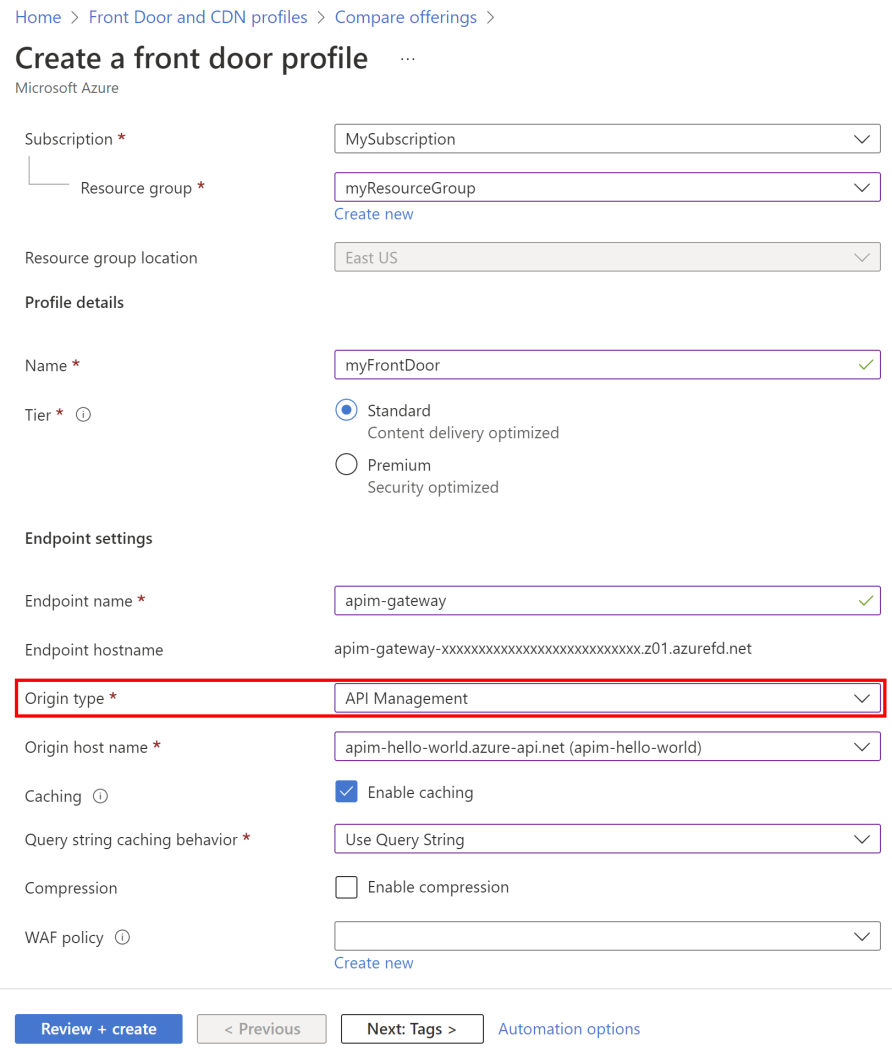 Home > Front Door and CDN profiles > Compare offerings >
Create a front door profile ...
Microsoft Azure
Subscription * MySubscription
Resource group * myResourceGroup
Create new
Resource group location East US
Profile details
Name * myFrontDoor
Tier * Standard
Content delivery optimized
Premium
Security optimized
Endpoint settings
Endpoint name * apim-gateway
Endpoint hostname apim-gateway-xxxxxxxxxxxxxxxxxxxxxxxxxxx.z01.azurefd.net
Origin type * API Management
Origin host name * apim-hello-world.azure-api.net (apim-hello-world)
Caching Enable caching
Query string caching behavior * Use Query String
Compression Enable compression
WAF policy
Create new
Review + create < Previous Next: Tags > Automation options